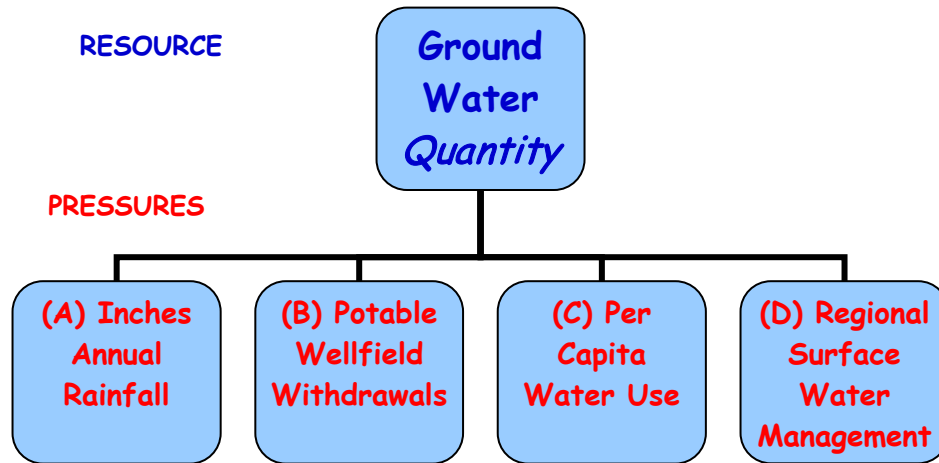 RESOURCE
Ground
Water
Quantity
PRESSURES
(A) Inches
Annual
Rainfall
(B) Potable
Wellfield
Withdrawals
(C) Per
Capita
Water Use
(D) Regional
Surface
Water
Management